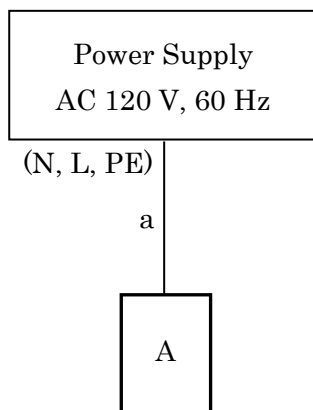 Power Supply
AC 120 V, 60 Hz
(N, L, PE)
a
A